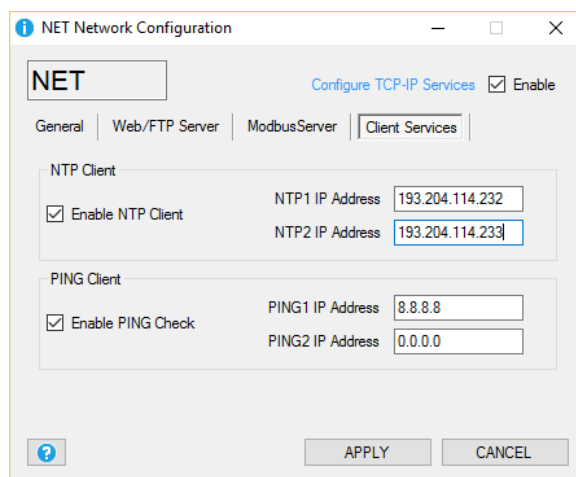 NET Network Configuration
NET
Configure TCP-IP Services Enable
General Web/FTP Server ModbusServer Client Services
NTP Client
Enable NTP Client
NTP1 IP Address 193.204.114.232
NTP2 IP Address 193.204.114.233
PING Client
Enable PING Check
PING1 IP Address 8.8.8.8
PING2 IP Address 0.0.0.0
? APPLY CANCEL